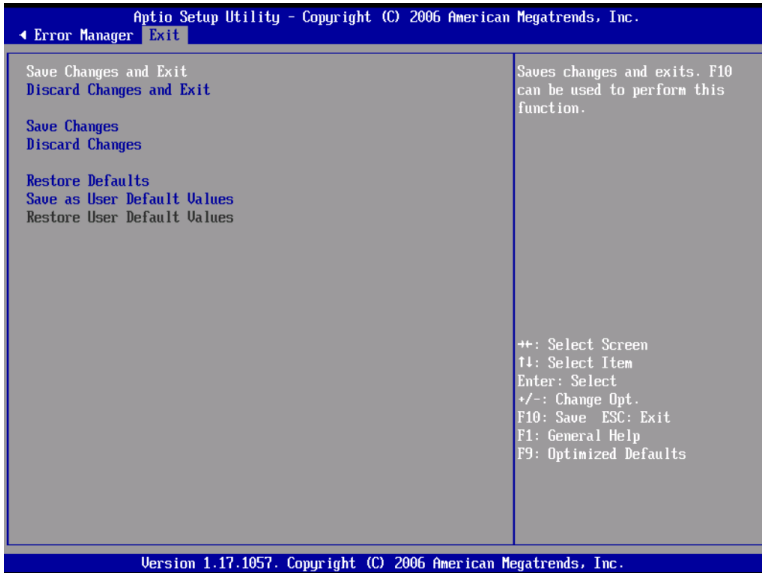 Aptio Setup Utility - Copyright (C) 2006 American Megatrends, Inc.
◄ Error Manager Exit
Save Changes and Exit
Discard Changes and Exit
Save Changes
Discard Changes
Restore Defaults
Save as User Default Values
Restore User Default Values
Saves changes and exits. F10
can be used to perform this
function.
→←: Select Screen
↑↓: Select Item
Enter: Select
+/-: Change Opt.
F10: Save ESC: Exit
F1: General Help
F9: Optimized Defaults
Version 1.17.1057. Copyright (C) 2006 American Megatrends, Inc.